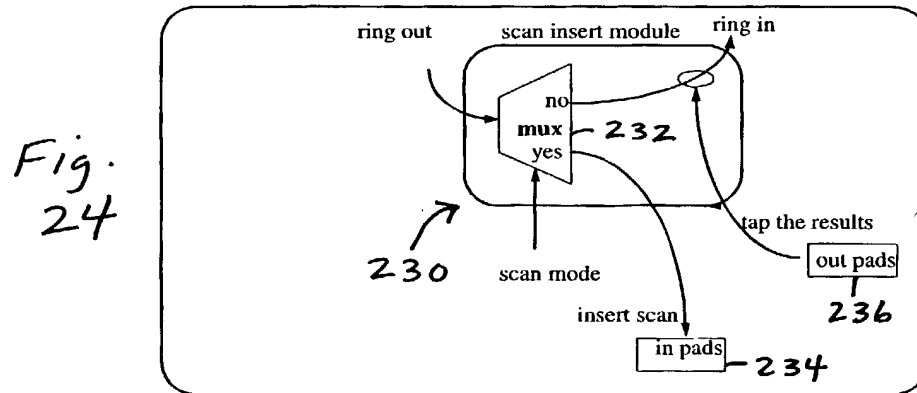 Fig.
24
ring out
scan insert module
ring in
no
mux
yes
232
230
scan mode
tap the results
out pads
236
insert scan
in pads
234